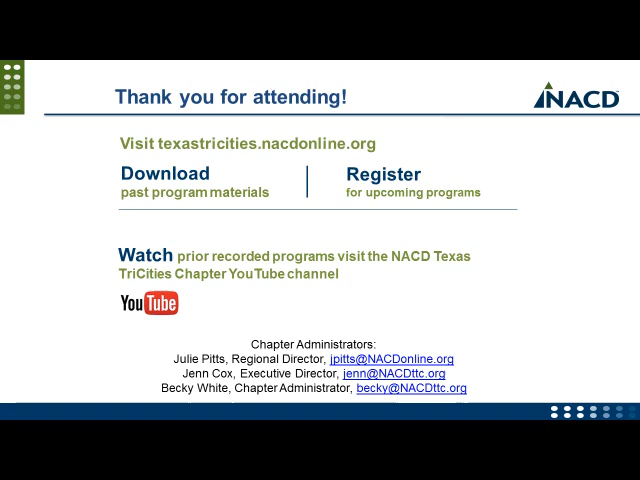 Thank you for attending!
NACD
Visit texastricities.nacdonline.org
Download
past program materials
Register
for upcoming programs
Watch prior recorded programs visit the NACD Texas
TriCities Chapter YouTube channel
YouTube
Chapter Administrators:
Julie Pitts, Regional Director, jpitts@NACDonline.org
Jenn Cox, Executive Director, jenn@NACDttc.org
Becky White, Chapter Administrator, becky@NACDttc.org